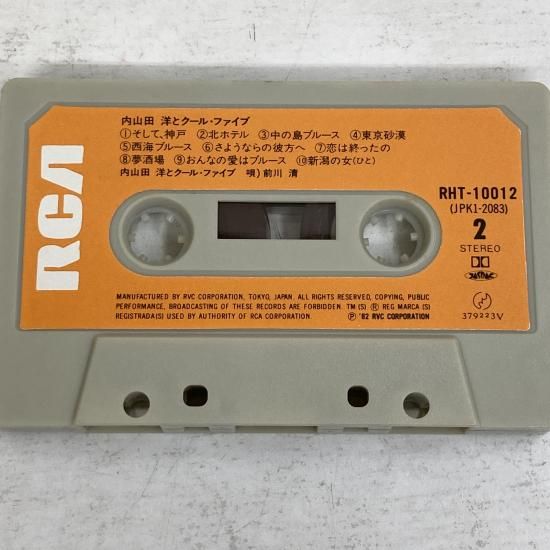 RCA
内山田 洋とクール・ファイブ
①そして、神戸 ②北ホテル ③中の島ブルース ④東京砂漠
⑤西海ブルース ⑥さようならの彼方へ ⑦恋は終ったの
⑧夢酒場 ⑨おんなの愛はブルース ⑩新潟の女(ひと)
内山田 洋とクール・ファイブ 唄)前川 清
RHT-10012
(JPK1-2083)
2
STEREO
MANUFACTURED BY RVC CORPORATION, TOKYO, JAPAN. ALL RIGHTS RESERVED, COPYING, PUBLIC
PERFORMANCE, BROADCASTING OF THESE RECORDS ARE FORBIDDEN. TM(S) ® REG MARCA(S)
REGISTRADA(S) USED BY AUTHORITY OF RCA CORPORATION. ℗ '82 RVC CORPORATION
379223V